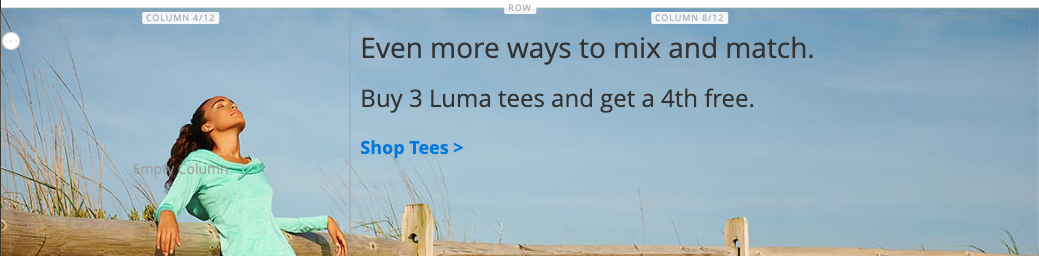 ROW
COLUMN 4/12
COLUMN 8/12
Even more ways to mix and match.
Buy 3 Luma tees and get a 4th free.
Shop Tees >
Empty Column